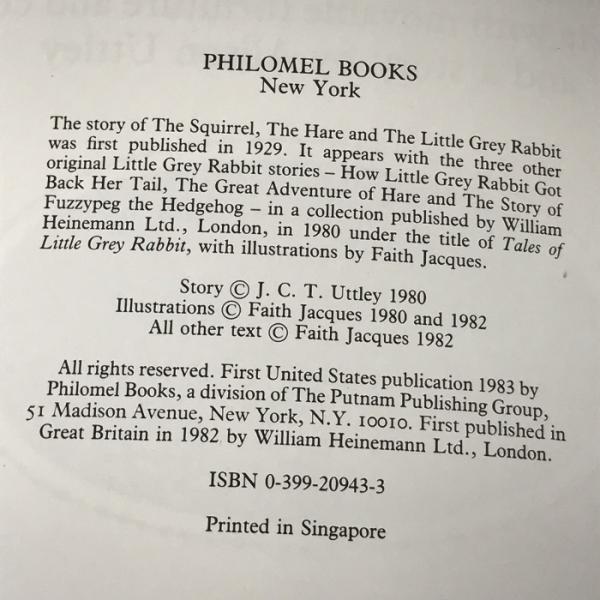 PHILOMEL BOOKS
New York
The story of The Squirrel, The Hare and The Little Grey Rabbit
was first published in 1929. It appears with the three other
original Little Grey Rabbit stories – How Little Grey Rabbit Got
Back Her Tail, The Great Adventure of Hare and The Story of
Fuzzypeg the Hedgehog – in a collection published by William
Heinemann Ltd., London, in 1980 under the title of Tales of
Little Grey Rabbit, with illustrations by Faith Jacques.
Story © J. C. T. Uttley 1980
Illustrations © Faith Jacques 1980 and 1982
All other text © Faith Jacques 1982
All rights reserved. First United States publication 1983 by
Philomel Books, a division of The Putnam Publishing Group,
51 Madison Avenue, New York, N.Y. 10010. First published in
Great Britain in 1982 by William Heinemann Ltd., London.
ISBN 0-399-20943-3
Printed in Singapore